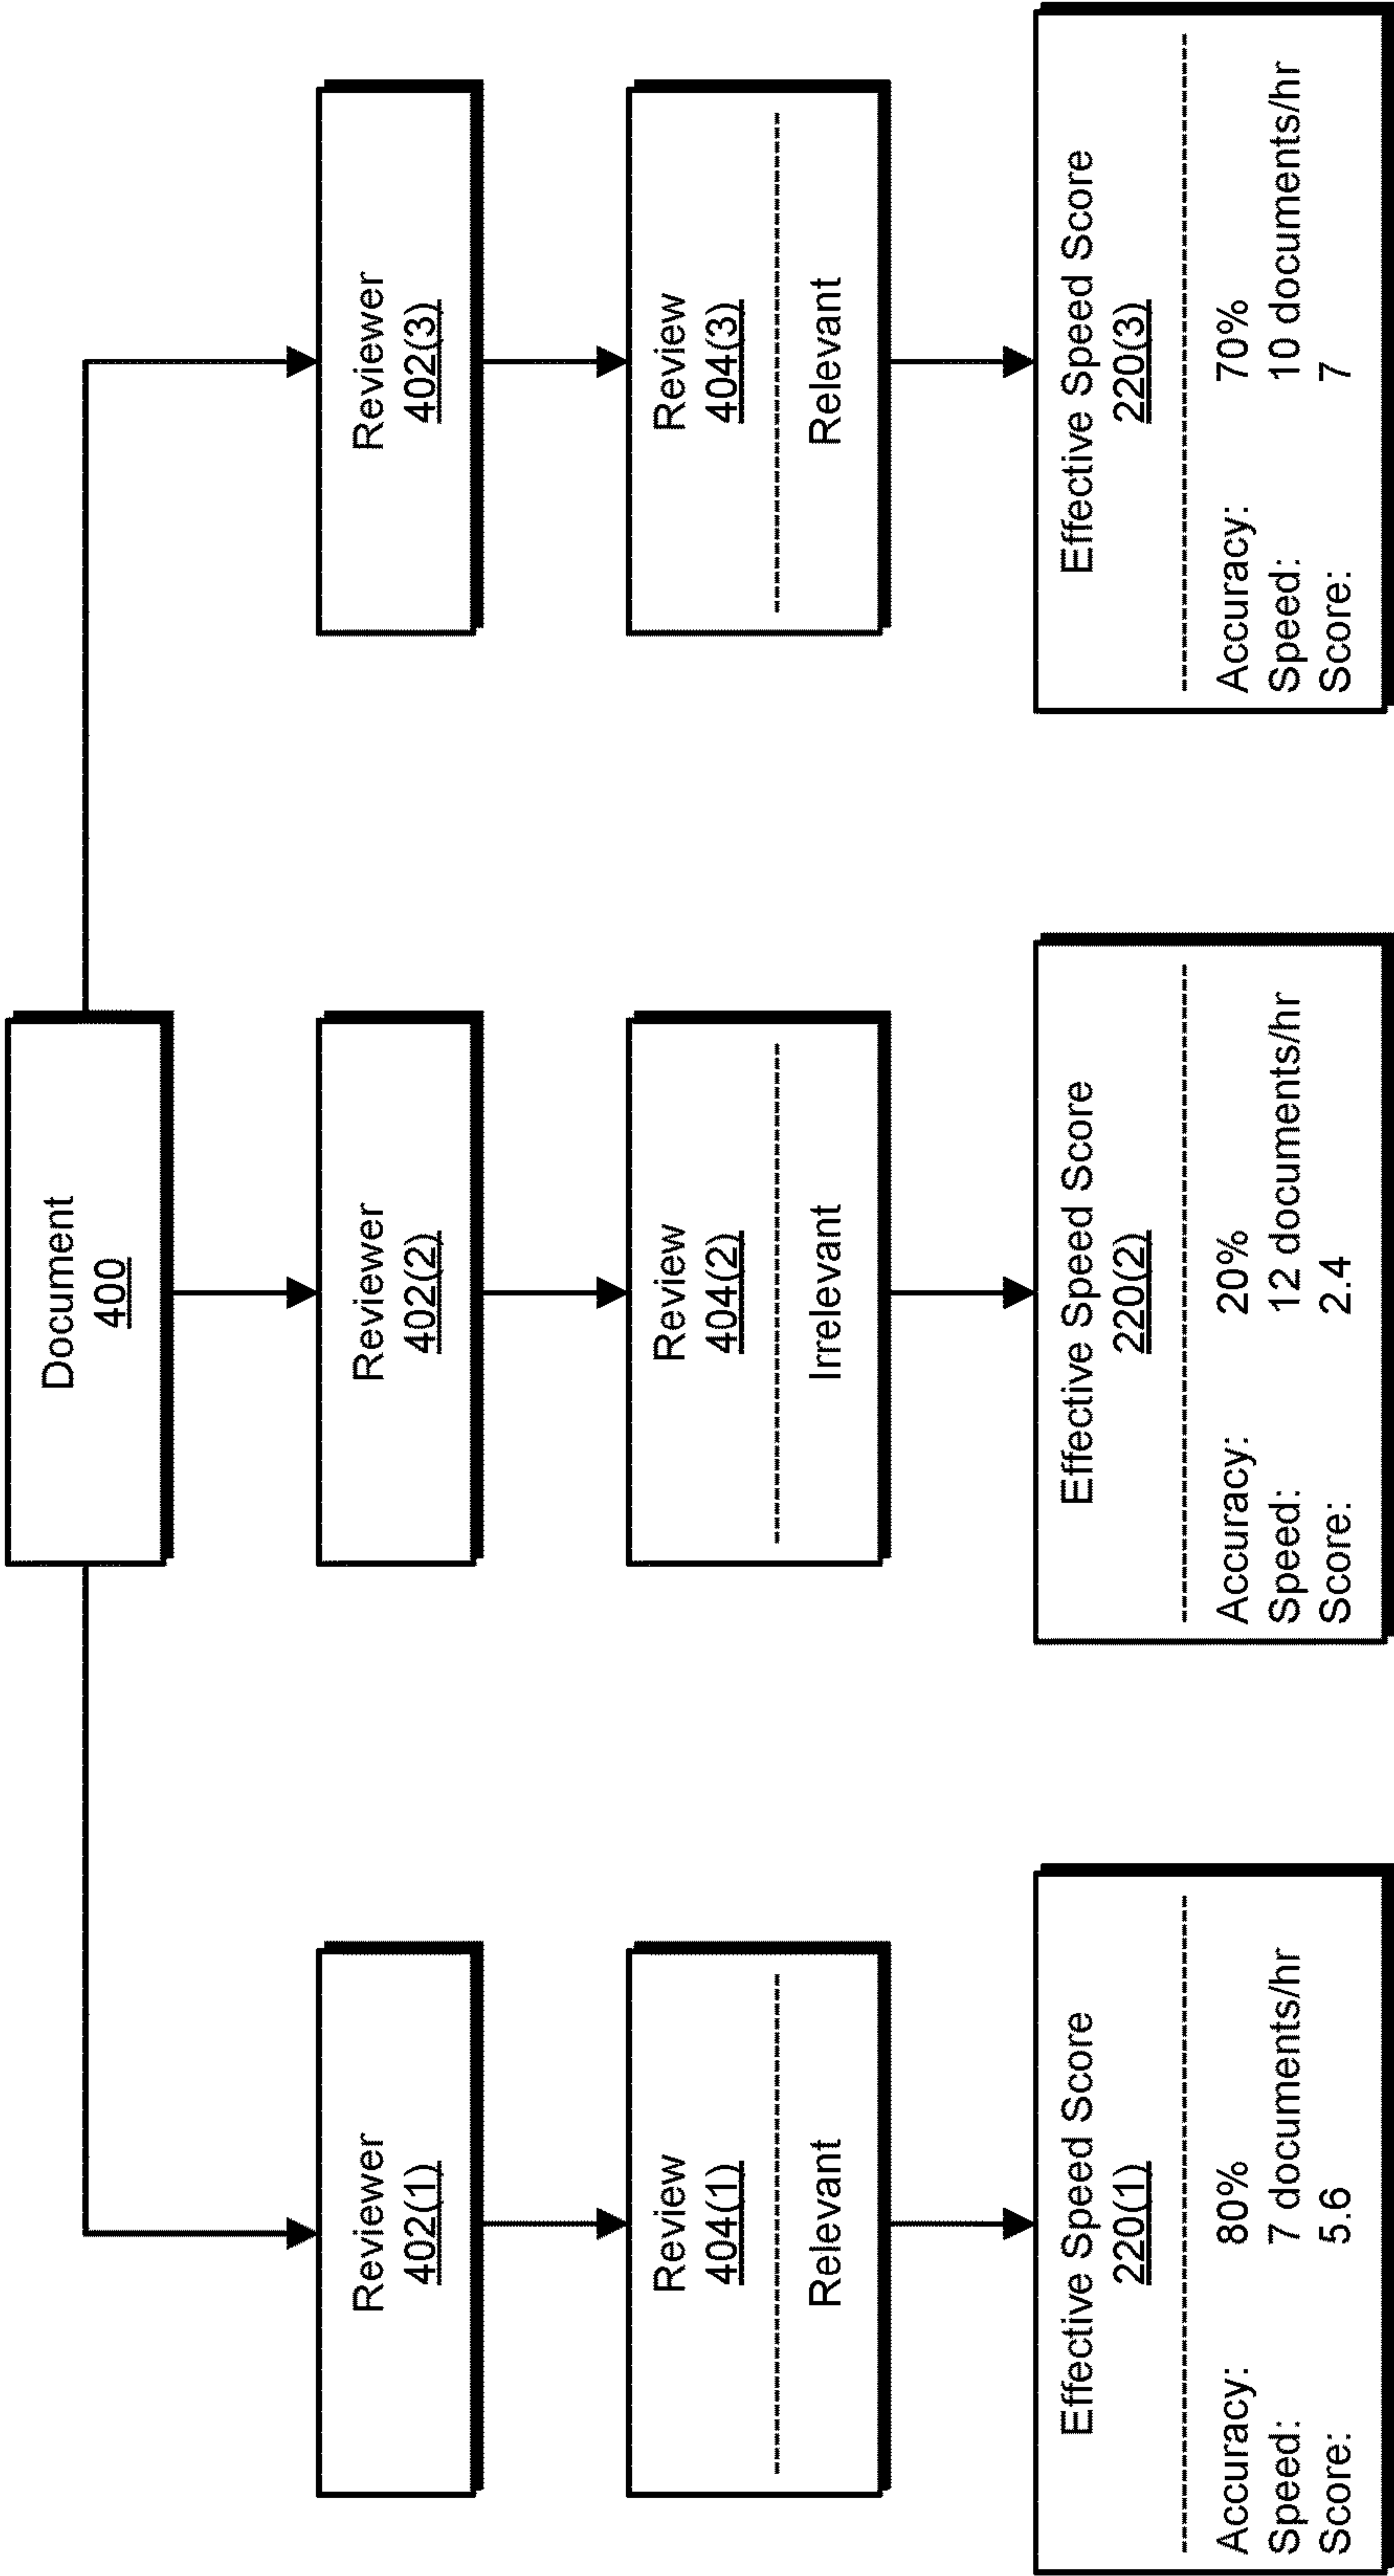 Document
400
Reviewer
402(1)
Reviewer
402(2)
Reviewer
402(3)
Review
404(1)
Relevant
Review
404(2)
Irrelevant
Review
404(3)
Relevant
Effective Speed Score
220(1)
Accuracy: 80%
Speed: 7 documents/hr
Score: 5.6
Effective Speed Score
220(2)
Accuracy: 20%
Speed: 12 documents/hr
Score: 2.4
Effective Speed Score
220(3)
Accuracy: 70%
Speed: 10 documents/hr
Score: 7